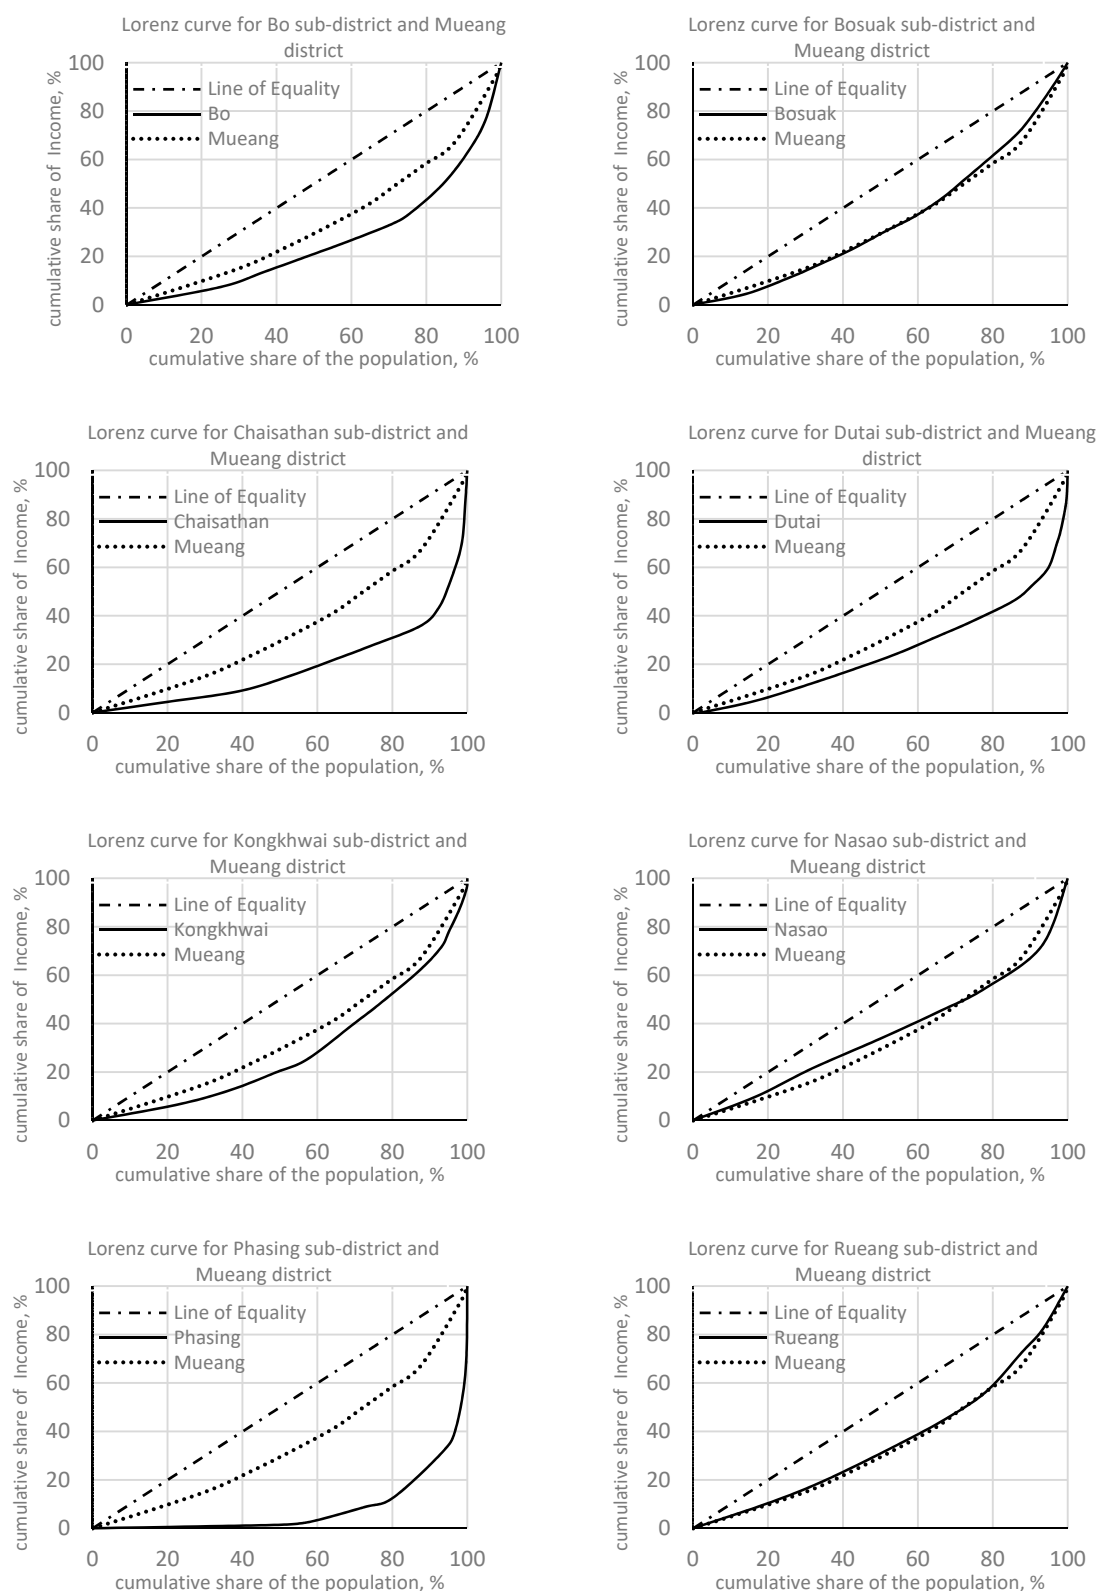 Lorenz curve for Bo sub-district and Mueang
district
cumulative share of Income, %
100
80
60
40
20
0
Line of Equality
Bo
Mueang
0 20 40 60 80 100
cumulative share of the population, %
Lorenz curve for Bosuak sub-district and
Mueang district
cumulative share of Income, %
100
80
60
40
20
0
Line of Equality
Bosuak
Mueang
0 20 40 60 80 100
cumulative share of the population, %
Lorenz curve for Chaisathan sub-district and
Mueang district
cumulative share of Income, %
100
80
60
40
20
0
Line of Equality
Chaisathan
Mueang
0 20 40 60 80 100
cumulative share of the population, %
Lorenz curve for Dutai sub-district and Mueang
district
cumulative share of Income, %
100
80
60
40
20
0
Line of Equality
Dutai
Mueang
0 20 40 60 80 100
cumulative share of the population, %
Lorenz curve for Kongkhwai sub-district and
Mueang district
cumulative share of Income, %
100
80
60
40
20
0
Line of Equality
Kongkhwai
Mueang
0 20 40 60 80 100
cumulative share of the population, %
Lorenz curve for Nasao sub-district and
Mueang district
cumulative share of Income, %
100
80
60
40
20
0
Line of Equality
Nasao
Mueang
0 20 40 60 80 100
cumulative share of the population, %
Lorenz curve for Phasing sub-district and
Mueang district
cumulative share of Income, %
100
80
60
40
20
0
Line of Equality
Phasing
Mueang
0 20 40 60 80 100
cumulative share of the population, %
Lorenz curve for Rueang sub-district and
Mueang district
cumulative share of Income, %
100
80
60
40
20
0
Line of Equality
Rueang
Mueang
0 20 40 60 80 100
cumulative share of the population, %